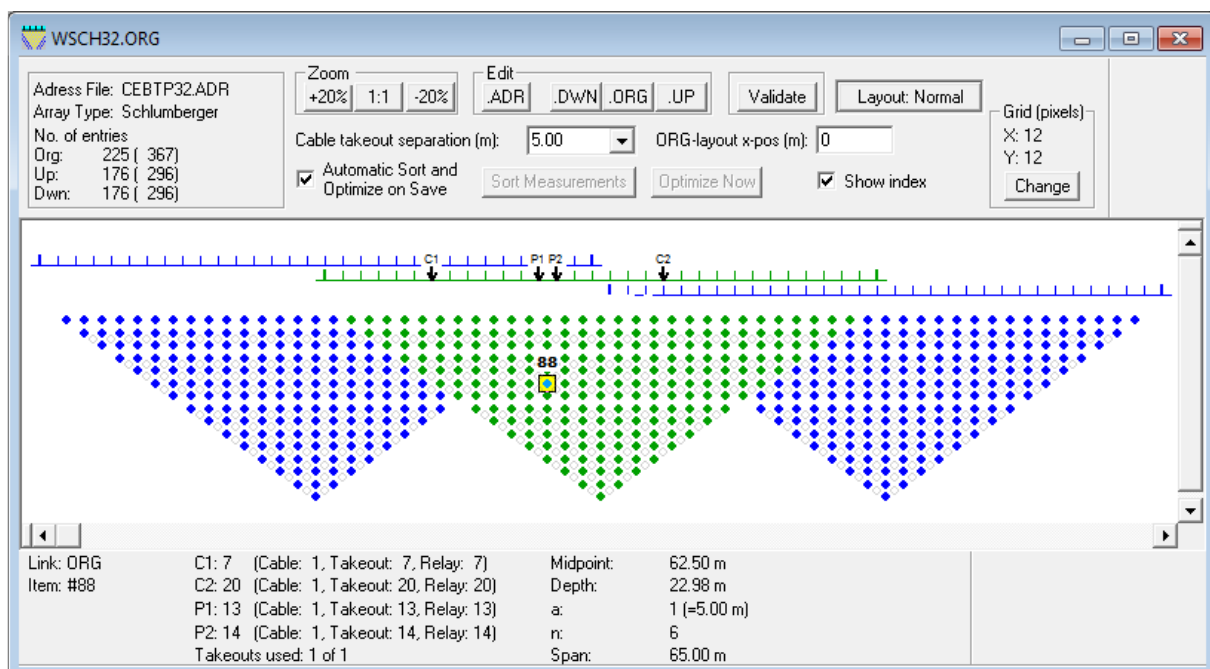 WSCH32.ORG
Adress File: CEBTP32.ADR
Array Type: Schlumberger
No. of entries
Org: 225 ( 367)
Up: 176 ( 296)
Dwn: 176 ( 296)
Zoom
+20% 1:1 -20%
Edit
.ADR .DWN .ORG .UP
Validate
Layout: Normal
Cable takeout separation (m): 5.00
ORG-layout x-pos (m): 0
Automatic Sort and
Optimize on Save
Sort Measurements
Optimize Now
Show index
Grid (pixels)
X: 12
Y: 12
Change
C1 P1 P2 C2
88
Link: ORG
Item: #88
C1: 7 (Cable: 1, Takeout: 7, Relay: 7)
C2: 20 (Cable: 1, Takeout: 20, Relay: 20)
P1: 13 (Cable: 1, Takeout: 13, Relay: 13)
P2: 14 (Cable: 1, Takeout: 14, Relay: 14)
Takeouts used: 1 of 1
Midpoint: 62.50 m
Depth: 22.98 m
a: 1 (=5.00 m)
n: 6
Span: 65.00 m